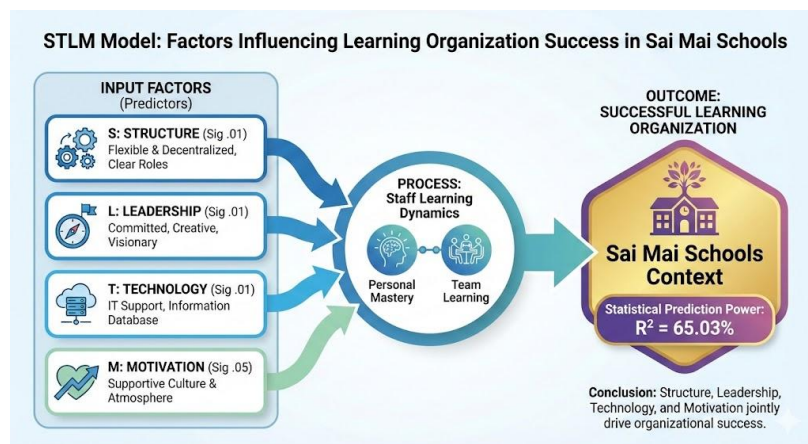 STLM Model: Factors Influencing Learning Organization Success in Sai Mai Schools
INPUT FACTORS
(Predictors)
S: STRUCTURE (Sig .01)
Flexible & Decentralized,
Clear Roles
L: LEADERSHIP (Sig .01)
Committed, Creative,
Visionary
T: TECHNOLOGY (Sig .01)
IT Support, Information
Database
M: MOTIVATION (Sig .05)
Supportive Culture &
Atmosphere
PROCESS:
Staff Learning
Dynamics
Personal
Mastery
Team
Learning
OUTCOME:
SUCCESSFUL LEARNING
ORGANIZATION
Sai Mai Schools
Context
Statistical Prediction Power:
R² = 65.03%
Conclusion: Structure, Leadership,
Technology, and Motivation jointly
drive organizational success.